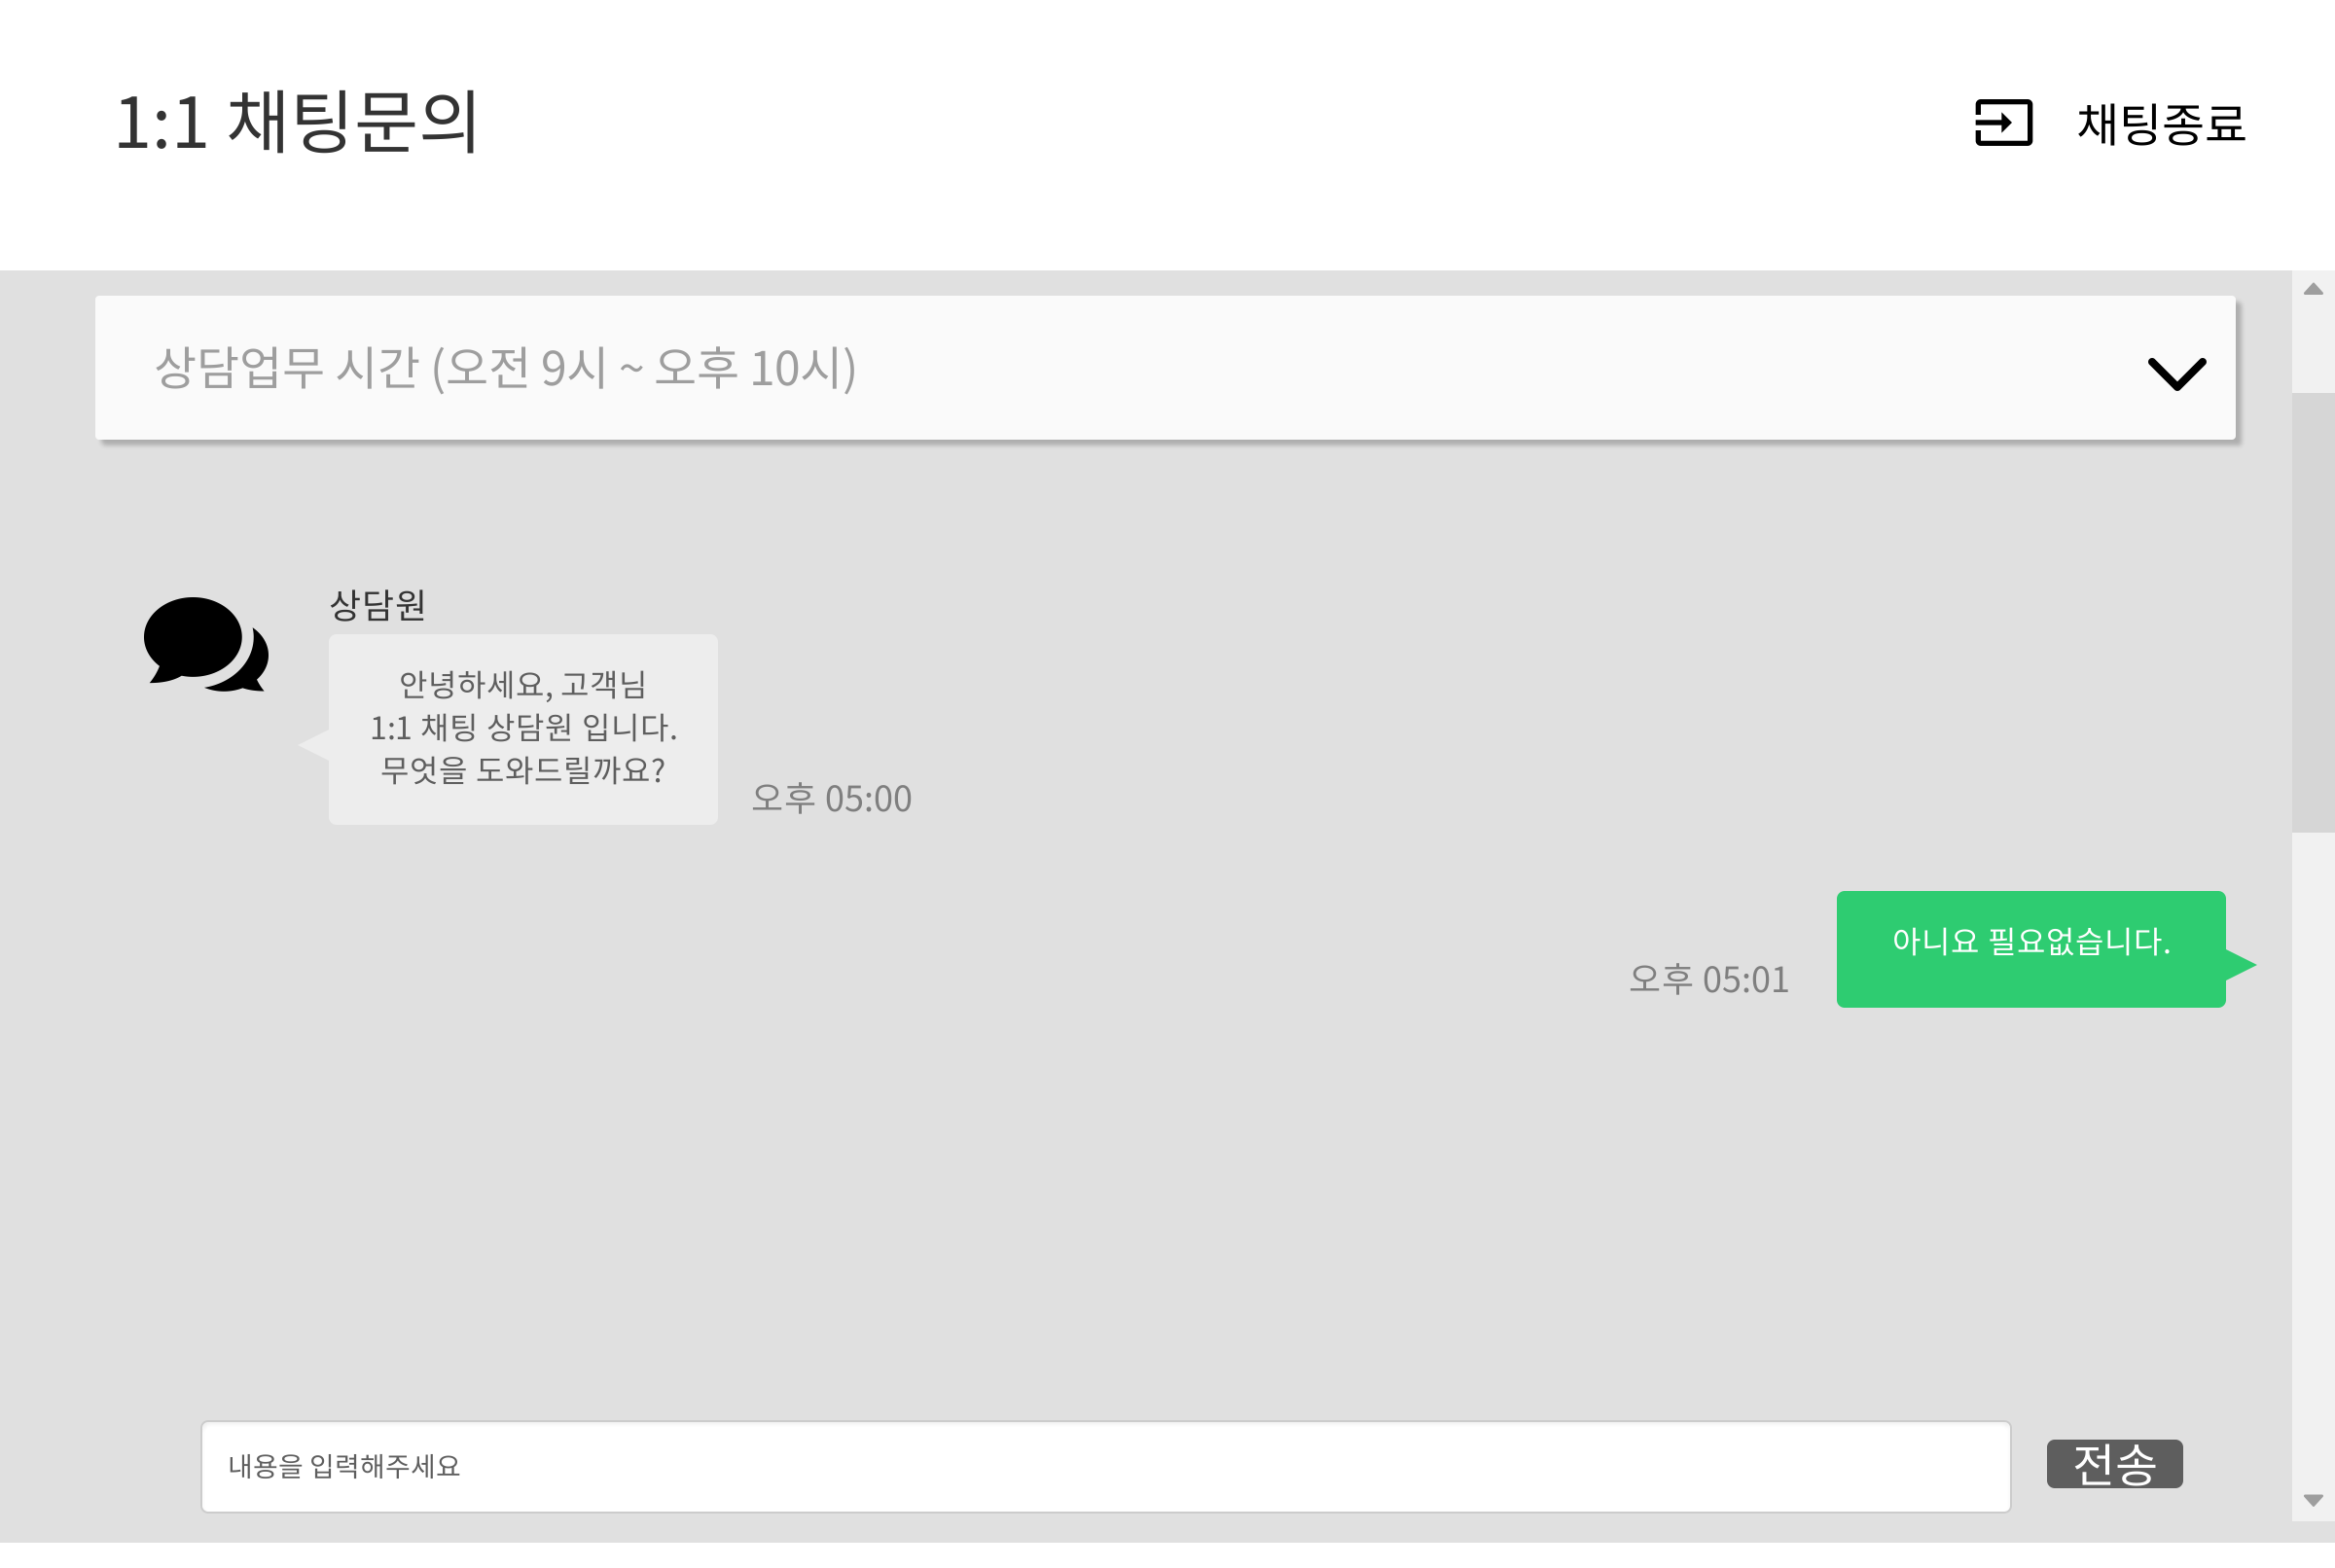 1:1 채팅문의
채팅종료
상담업무 시간 (오전 9시 ~ 오후 10시)
상담원
안녕하세요, 고객님
1:1 채팅 상담원 입니다.
무엇을 도와드릴까요?
오후 05:00
아니요 필요없습니다.
오후 05:01
내용을 입력해주세요
전송